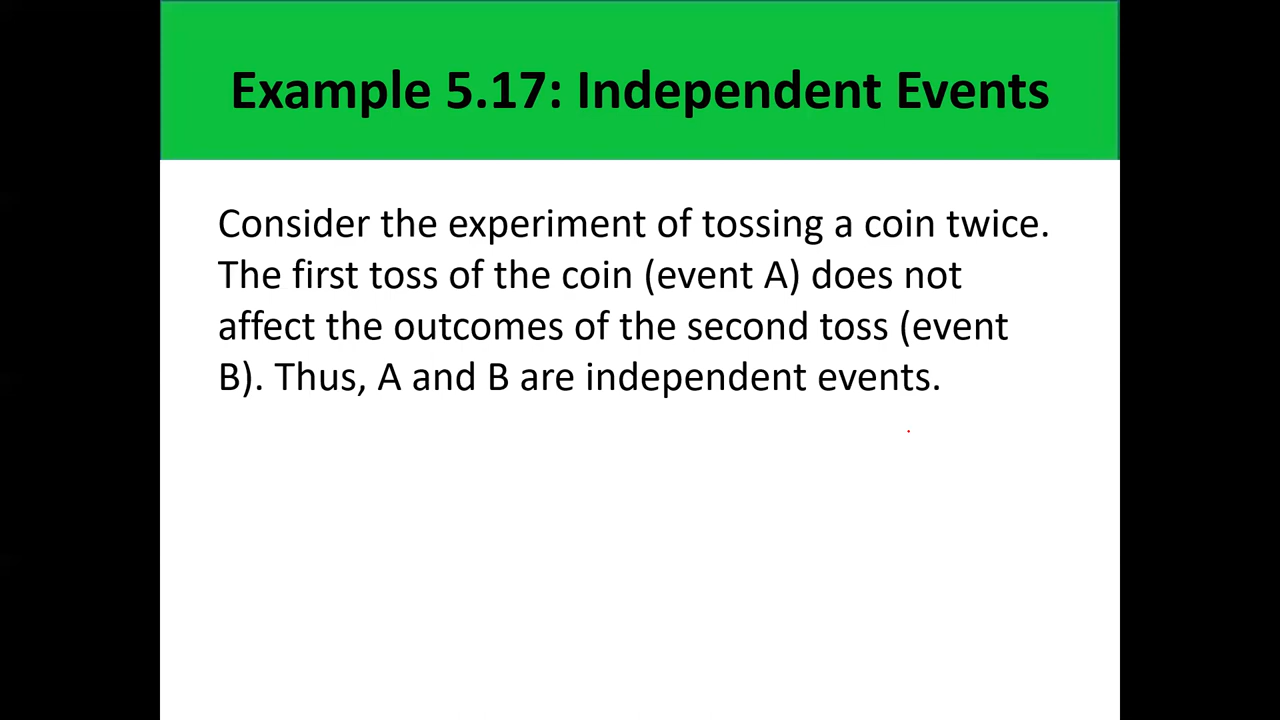 Example 5.17: Independent Events
Consider the experiment of tossing a coin twice.
The first toss of the coin (event A) does not
affect the outcomes of the second toss (event
B). Thus, A and B are independent events.